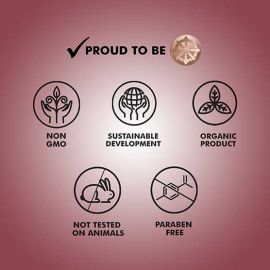 PROUD TO BE
NON
GMO
SUSTAINABLE
DEVELOPMENT
ORGANIC
PRODUCT
NOT TESTED
ON ANIMALS
PARABEN
FREE